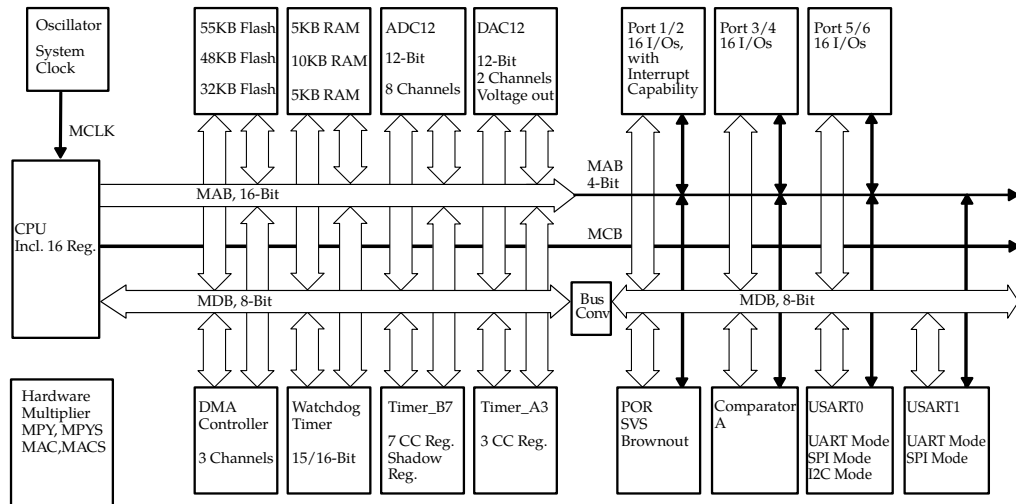 Oscillator
System
Clock
55KB Flash
48KB Flash
32KB Flash
5KB RAM
10KB RAM
5KB RAM
ADC12
12-Bit
8 Channels
DAC12
12-Bit
2 Channels
Voltage out
Port 1/2
16 I/Os,
with
Interrupt
Capability
Port 3/4
16 I/Os
Port 5/6
16 I/Os
MCLK
MAB
4-Bit
MAB, 16-Bit
CPU
Incl. 16 Reg.
MCB
MDB, 8-Bit
Bus
Conv
MDB, 8-Bit
Hardware
Multiplier
MPY, MPYS
MAC,MACS
DMA
Controller
3 Channels
Watchdog
Timer
15/16-Bit
Timer_B7
7 CC Reg.
Shadow
Reg.
Timer_A3
3 CC Reg.
POR
SVS
Brownout
Comparator
A
USART0
UART Mode
SPI Mode
I2C Mode
USART1
UART Mode
SPI Mode